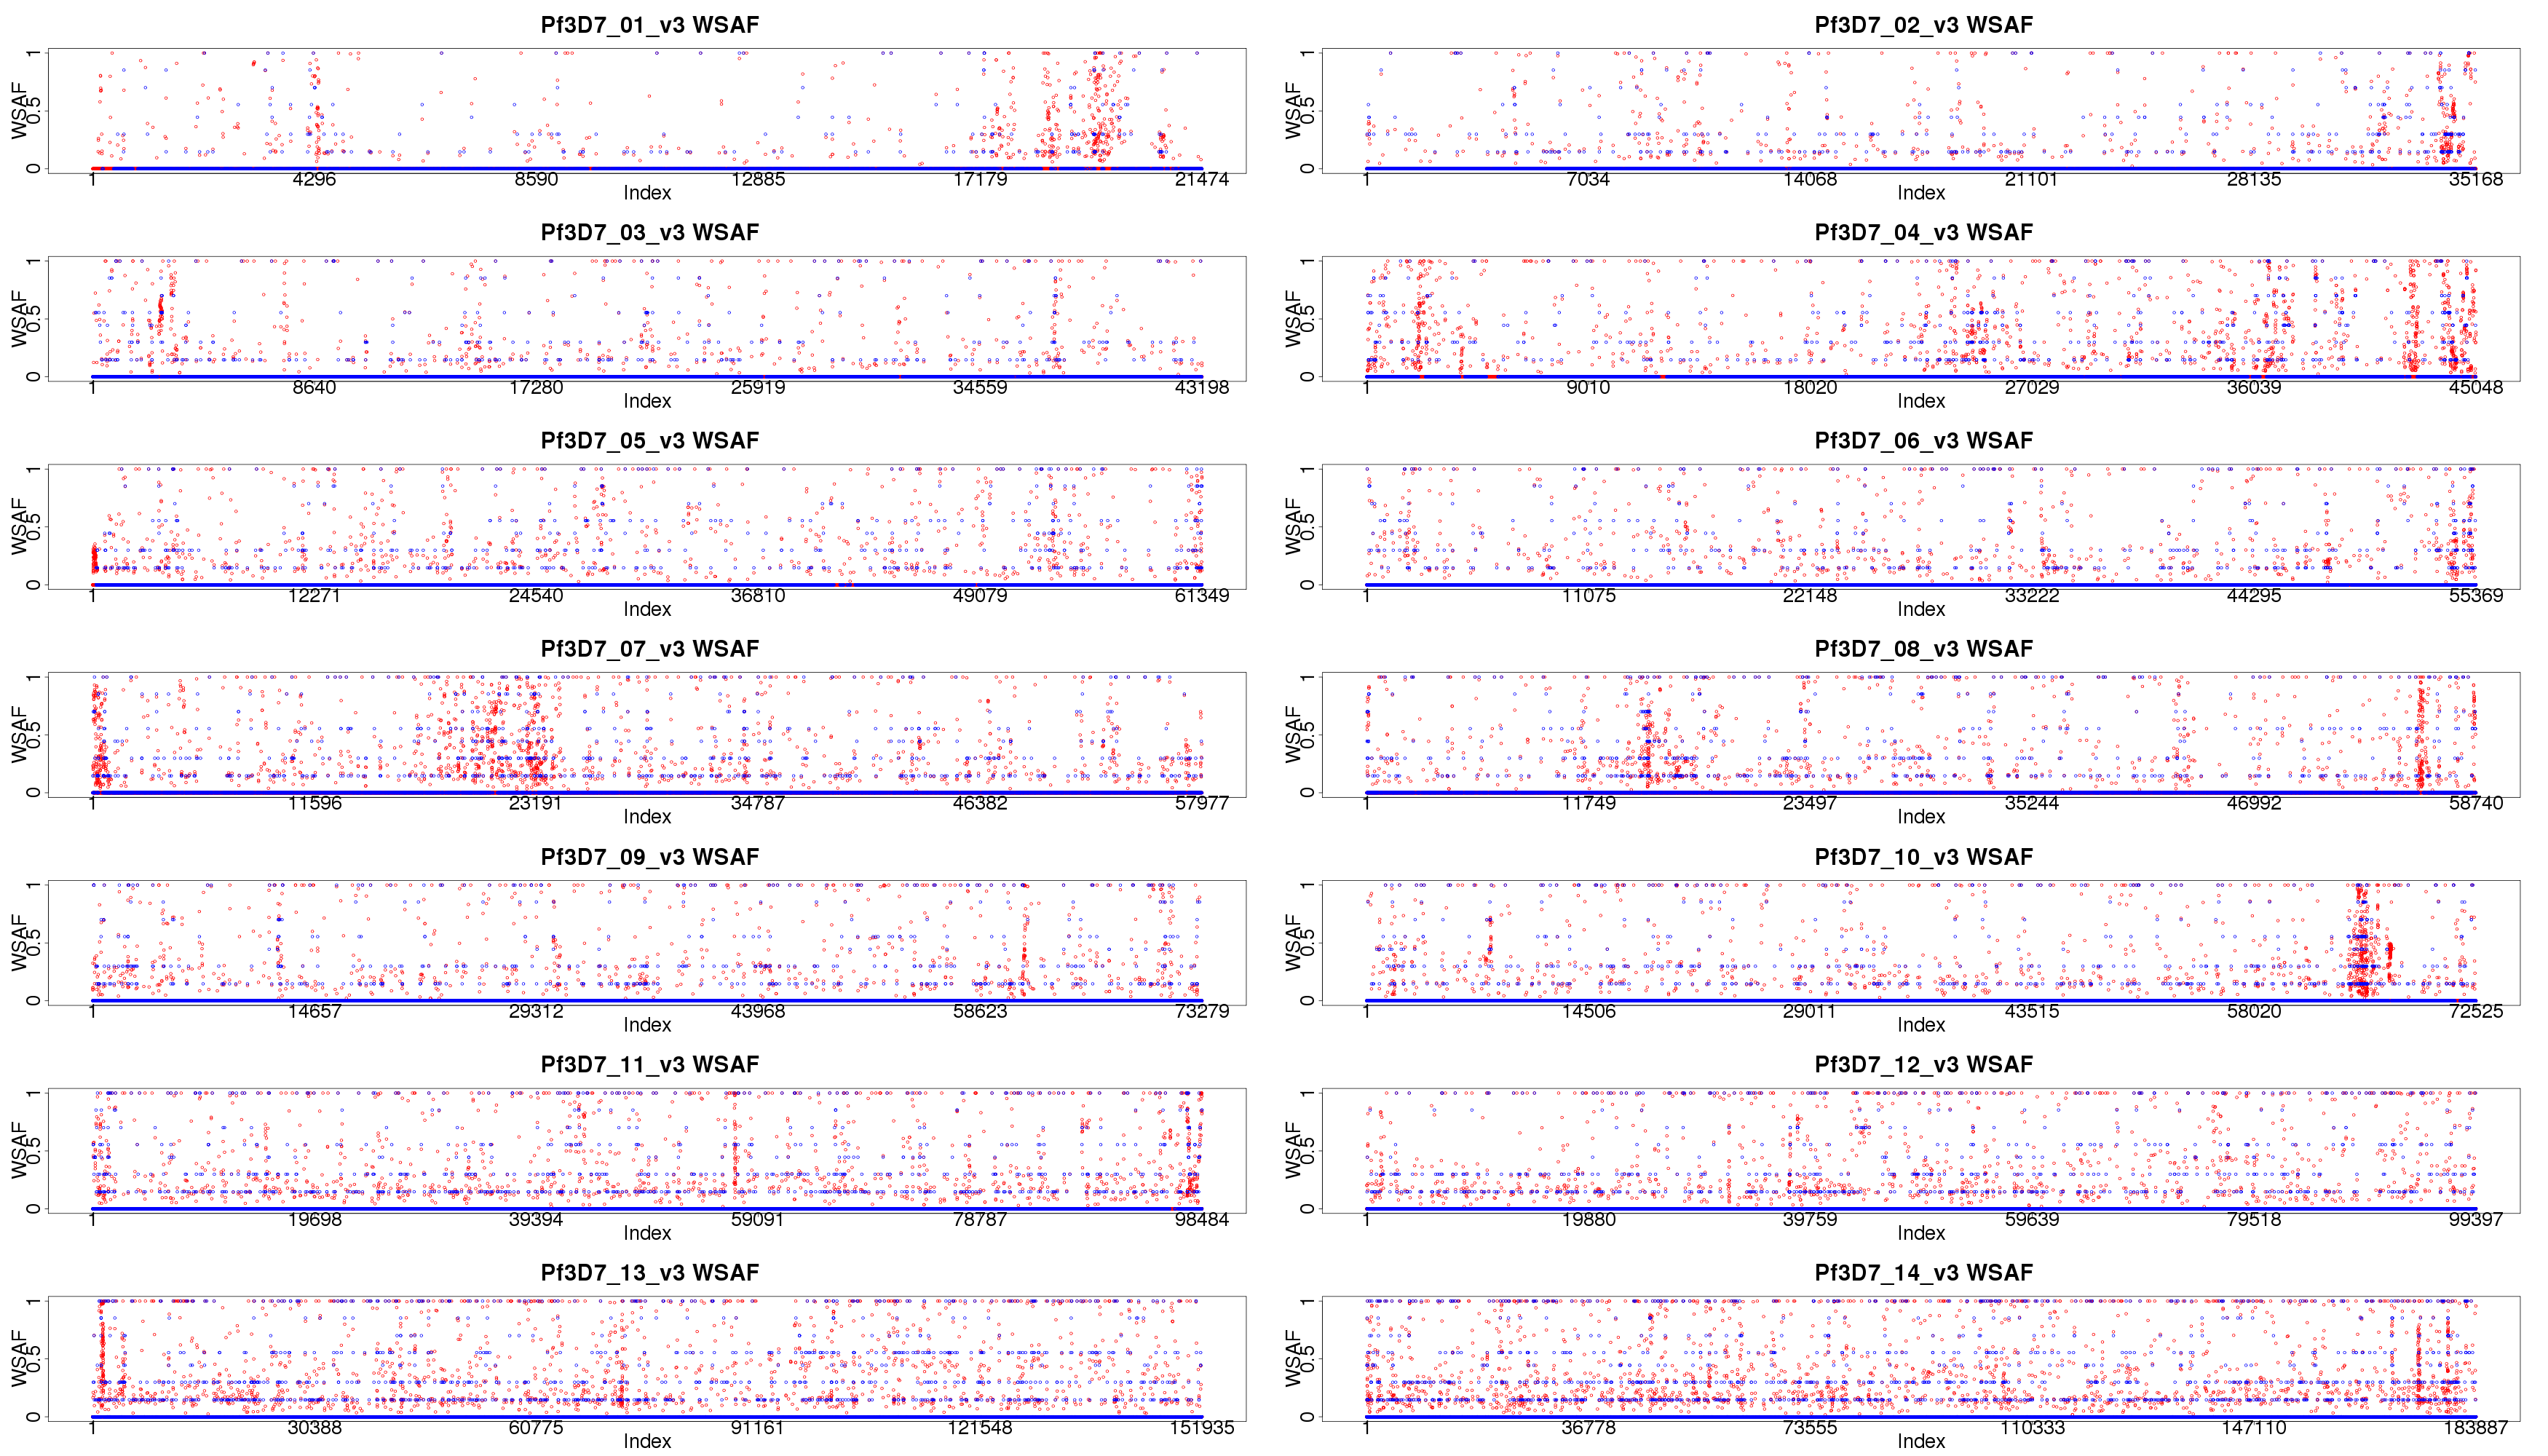 Pf3D7_01_v3 WSAF
WSAF
1
0.5
0
1 4296 8590 12885 17179 21474
Index
Pf3D7_02_v3 WSAF
WSAF
1
0.5
0
1 7034 14068 21101 28135 35168
Index
Pf3D7_03_v3 WSAF
WSAF
1
0.5
0
1 8640 17280 25919 34559 43198
Index
Pf3D7_04_v3 WSAF
WSAF
1
0.5
0
1 9010 18020 27029 36039 45048
Index
Pf3D7_05_v3 WSAF
WSAF
1
0.5
0
1 12271 24540 36810 49079 61349
Index
Pf3D7_06_v3 WSAF
WSAF
1
0.5
0
1 11075 22148 33222 44295 55369
Index
Pf3D7_07_v3 WSAF
WSAF
1
0.5
0
1 11596 23191 34787 46382 57977
Index
Pf3D7_08_v3 WSAF
WSAF
1
0.5
0
1 11749 23497 35244 46992 58740
Index
Pf3D7_09_v3 WSAF
WSAF
1
0.5
0
1 14657 29312 43968 58623 73279
Index
Pf3D7_10_v3 WSAF
WSAF
1
0.5
0
1 14506 29011 43515 58020 72525
Index
Pf3D7_11_v3 WSAF
WSAF
1
0.5
0
1 19698 39394 59091 78787 98484
Index
Pf3D7_12_v3 WSAF
WSAF
1
0.5
0
1 19880 39759 59639 79518 99397
Index
Pf3D7_13_v3 WSAF
WSAF
1
0.5
0
1 30388 60775 91161 121548 151935
Index
Pf3D7_14_v3 WSAF
WSAF
1
0.5
0
1 36778 73555 110333 147110 183887
Index